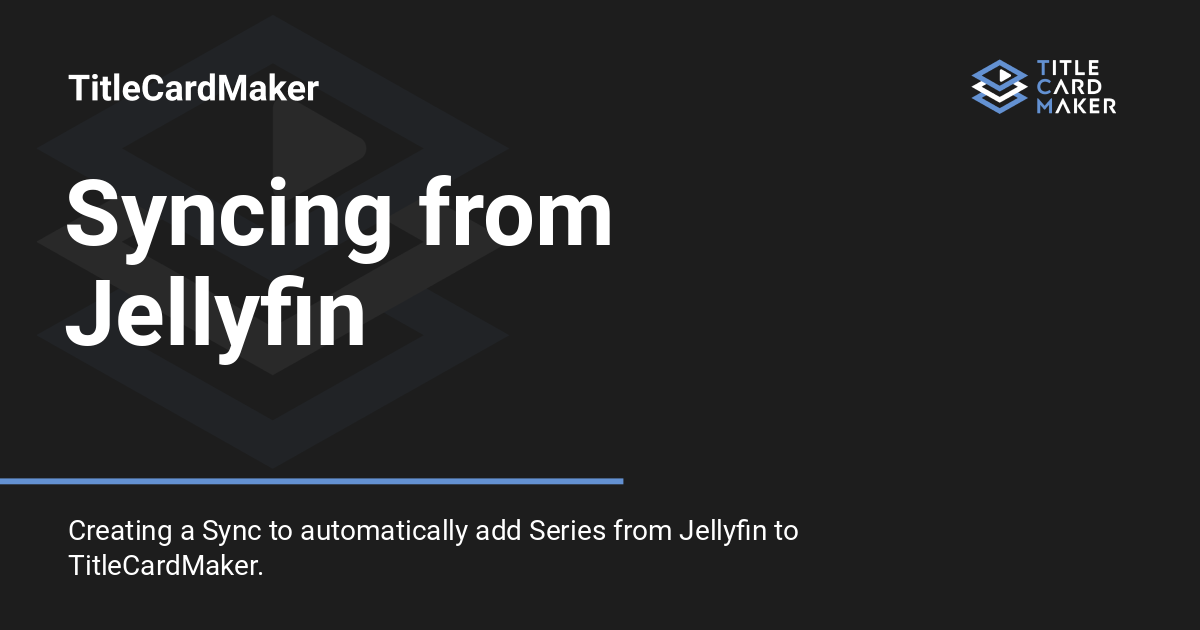 TitleCardMaker
TITLE
CARD
MAKER
Syncing from
Jellyfin
Creating a Sync to automatically add Series from Jellyfin to
TitleCardMaker.